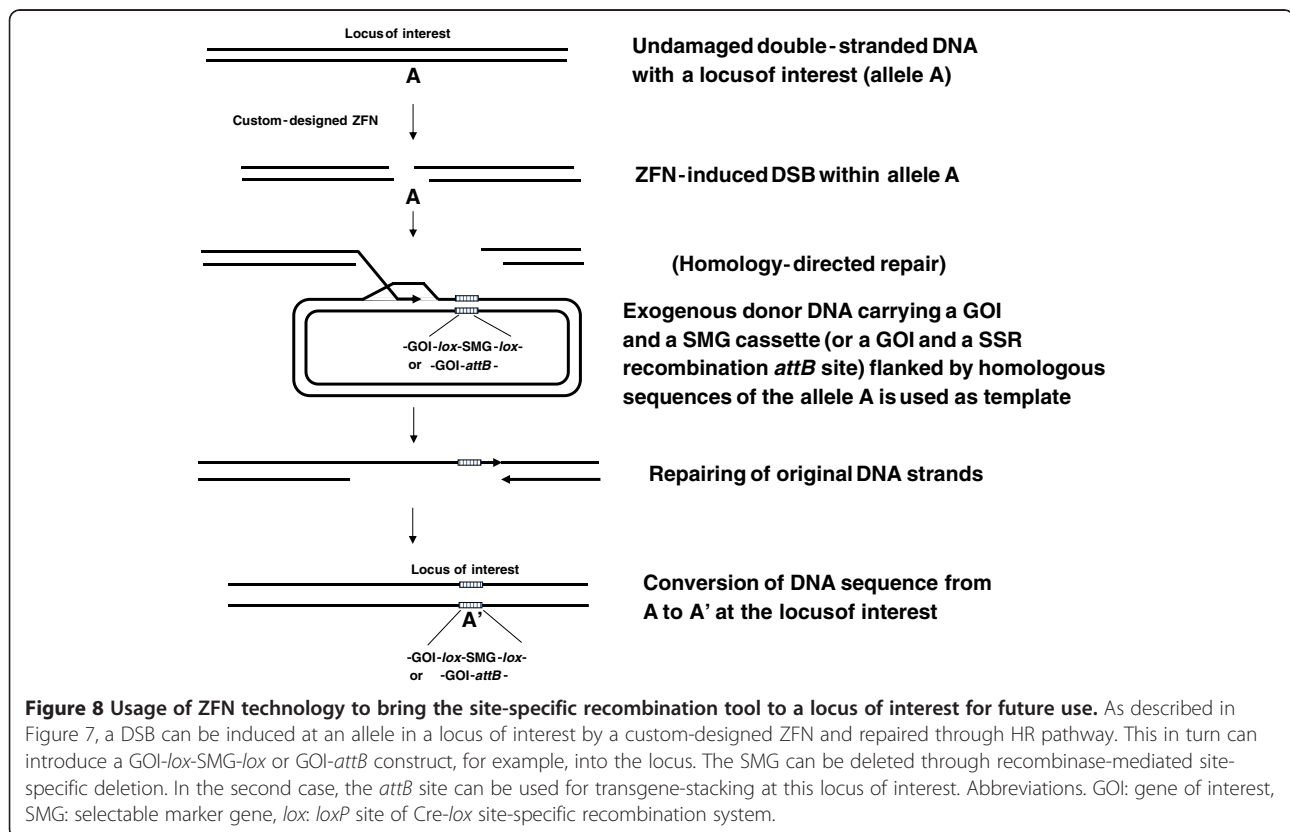 Locus of interest
Undamaged double-stranded DNA
with a locusof interest (allele A)
A
Custom-designed ZFN
ZFN-induced DSB within allele A
A
(Homology-directed repair)
Exogenous donor DNA carrying a GOI
and a SMG cassette (or a GOI and a SSR
recombination attB site) flanked by homologous
sequences of the allele A is used as template
-GOI-lox-SMG-lox-
or -GOI-attB-
Repairing of original DNA strands
Locus of interest
Conversion of DNA sequence from
A to A' at the locusof interest
A'
-GOI-lox-SMG-lox-
or -GOI-attB-
Figure 8 Usage of ZFN technology to bring the site-specific recombination tool to a locus of interest for future use. As described in
Figure 7, a DSB can be induced at an allele in a locus of interest by a custom-designed ZFN and repaired through HR pathway. This in turn can
introduce a GOI-lox-SMG-lox or GOI-attB construct, for example, into the locus. The SMG can be deleted through recombinase-mediated site-
specific deletion. In the second case, the attB site can be used for transgene-stacking at this locus of interest. Abbreviations. GOI: gene of interest,
SMG: selectable marker gene, lox: loxP site of Cre-lox site-specific recombination system.